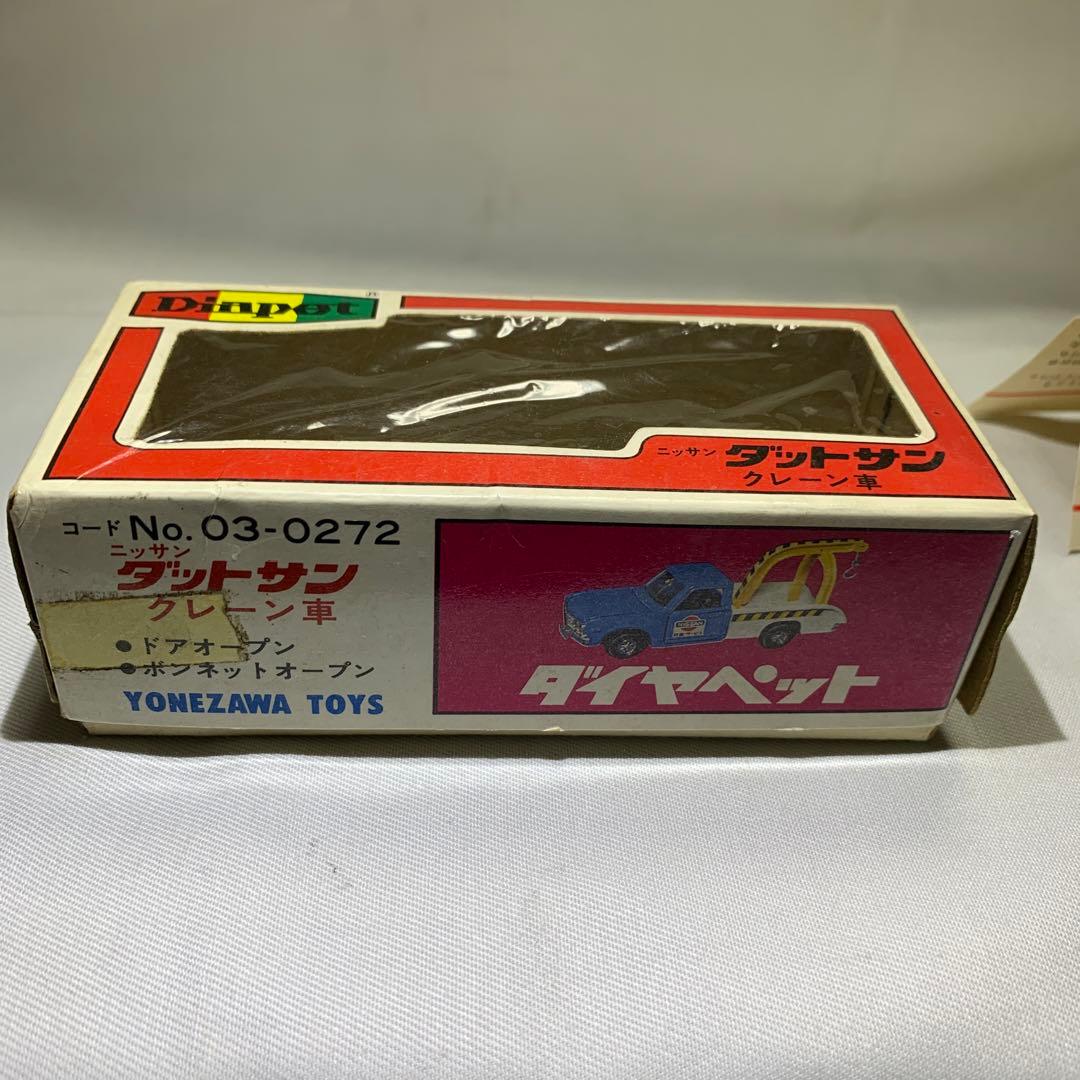 Diapet
ニッサン ダットサン
クレーン車
コード No. 03-0272
ニッサン
ダットサン
クレーン車
●ドアオープン
●ボンネットオープン
YONEZAWA TOYS
NISSAN
ダイヤペット